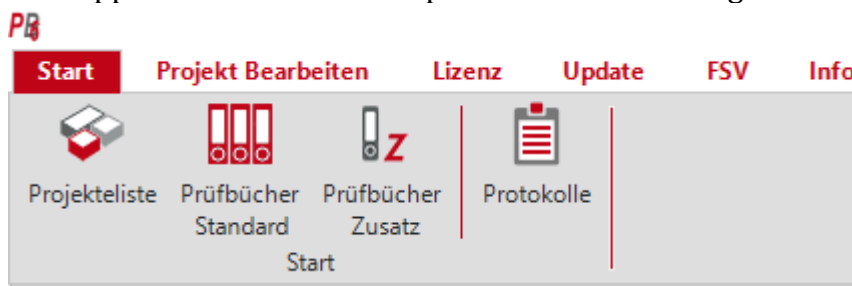 PB
Start Projekt Bearbeiten Lizenz Update FSV Info
Z
Projekteliste Prüfbücher Standard Prüfbücher Zusatz Protokolle
Start